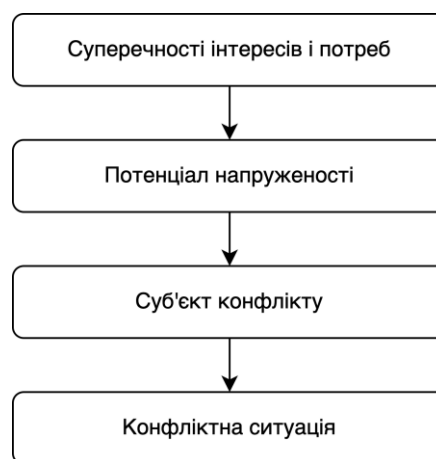 Суперечності інтересів і потреб
Потенціал напруженості
Суб'єкт конфлікту
Конфліктна ситуація